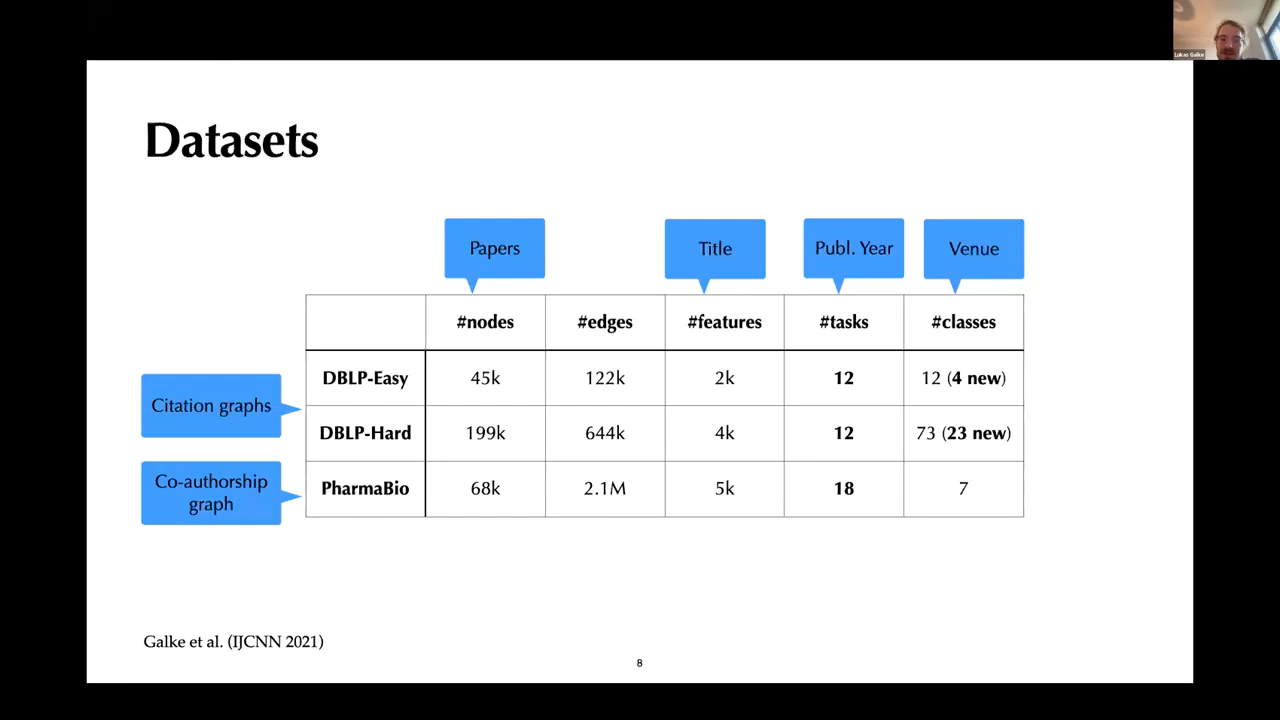 Lukas Galke
Datasets
Papers
Title
Publ. Year
Venue
#nodes #edges #features #tasks #classes
DBLP-Easy 45k 122k 2k 12 12 (4 new)
Citation graphs
DBLP-Hard 199k 644k 4k 12 73 (23 new)
Co-authorship
graph
PharmaBio 68k 2.1M 5k 18 7
Galke et al. (IJCNN 2021)
8